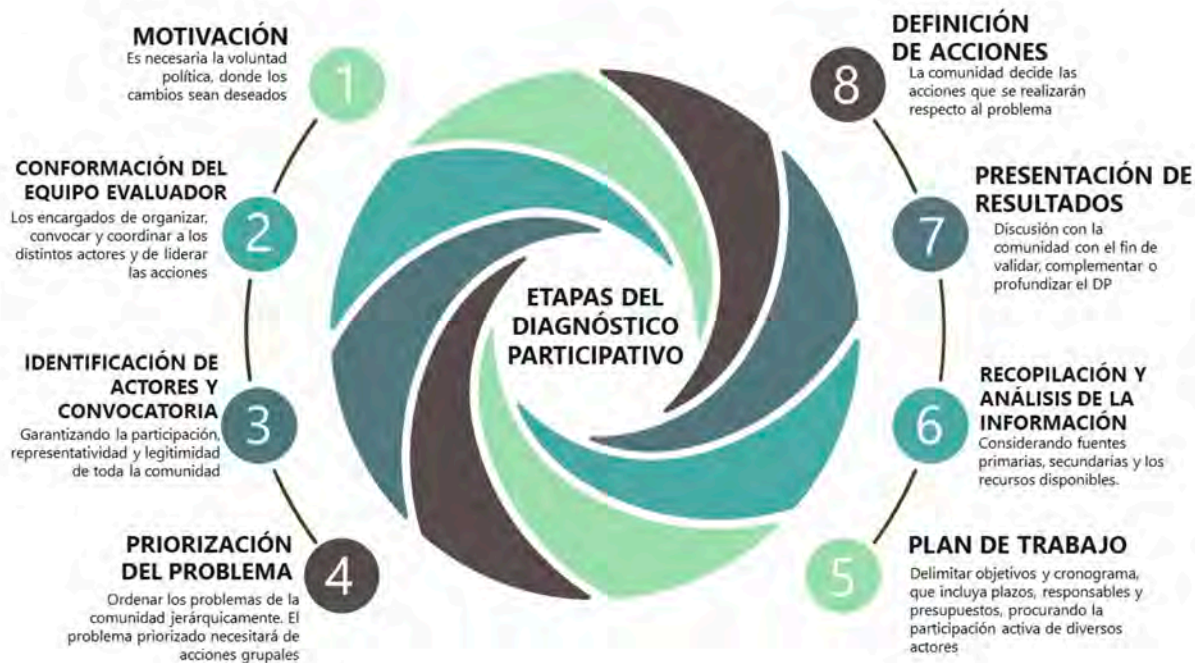 MOTIVACIÓN
Es necesaria la voluntad
política, donde los
cambios sean deseados
1
CONFORMACIÓN DEL
EQUIPO EVALUADOR
Los encargados de organizar,
convocar y coordinar a los
distintos actores y de liderar
las acciones
2
IDENTIFICACIÓN DE
ACTORES Y
CONVOCATORIA
Garantizando la participación,
representatividad y legitimidad
de toda la comunidad
3
PRIORIZACIÓN
DEL PROBLEMA
Ordenar los problemas de la
comunidad jerárquicamente. El
problema priorizado necesitará de
acciones grupales
4
ETAPAS DEL
DIAGNÓSTICO
PARTICIPATIVO
5
PLAN DE TRABAJO
Delimitar objetivos y cronograma,
que incluya plazos, responsables y
presupuestos, procurando la
participación activa de diversos
actores
6
RECOPILACIÓN Y
ANÁLISIS DE LA
INFORMACIÓN
Considerando fuentes
primarias, secundarias y los
recursos disponibles.
7
PRESENTACIÓN DE
RESULTADOS
Discusión con la
comunidad con el fin de
validar, complementar o
profundizar el DP
8
DEFINICIÓN
DE ACCIONES
La comunidad decide las
acciones que se realizarán
respecto al problema